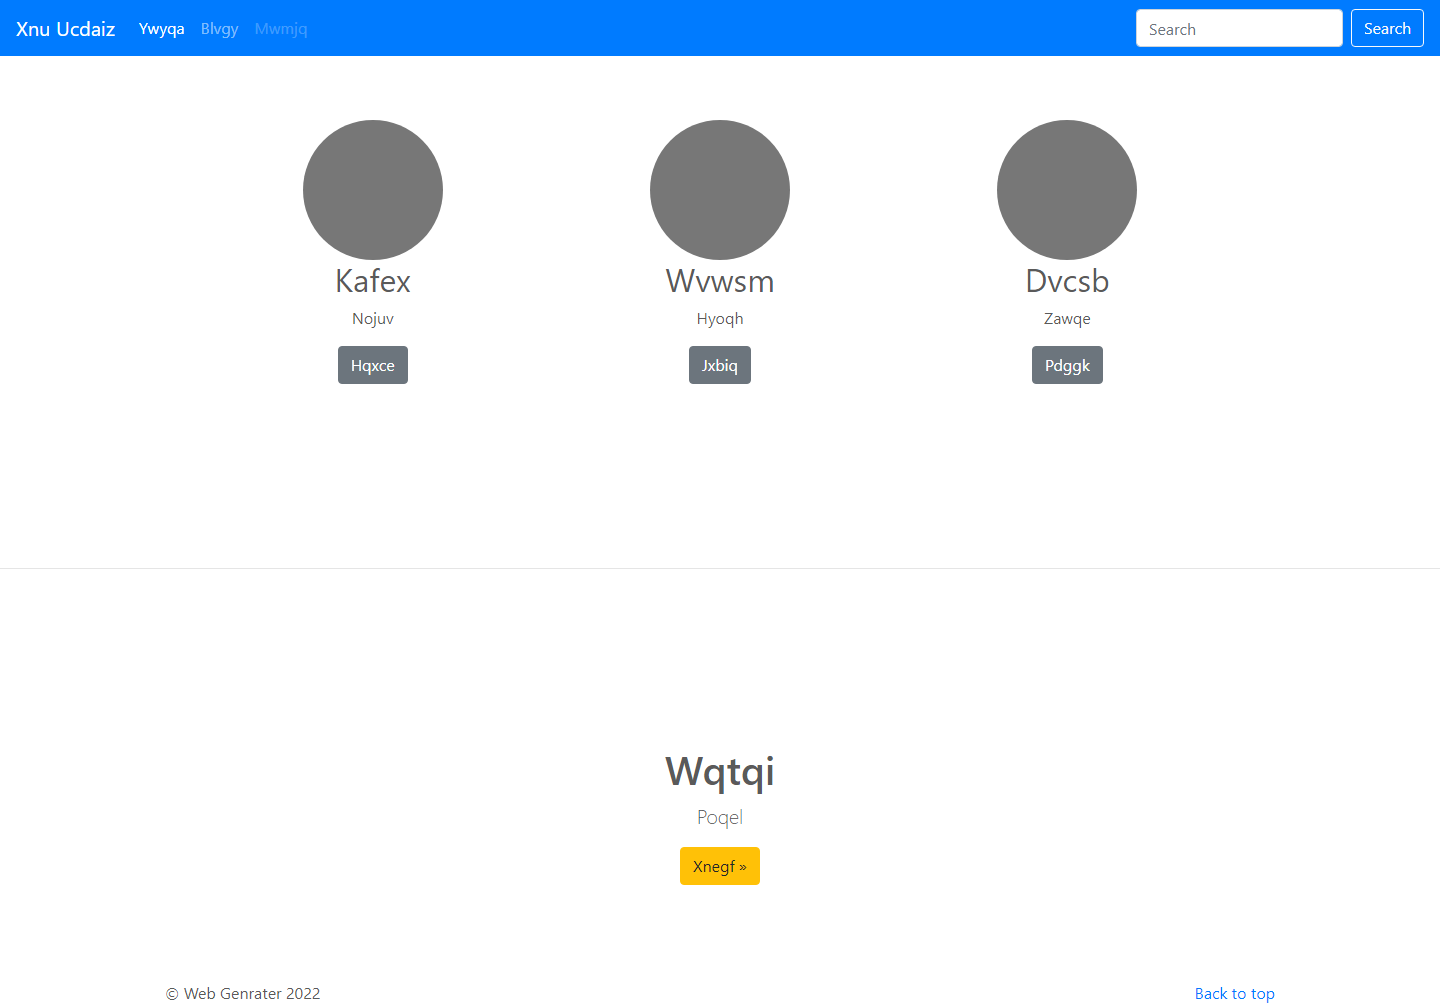 Xnu Ucdaiz Ywyqa Blvgy Mwmjq Search Search
Kafex Wvwsm Dvcsb
Nojuv Hyoqh Zawqe
Hqxce Jxbiq Pdggk
Wqtqi
Poqel
Xnegf »
© Web Genrater 2022 Back to top